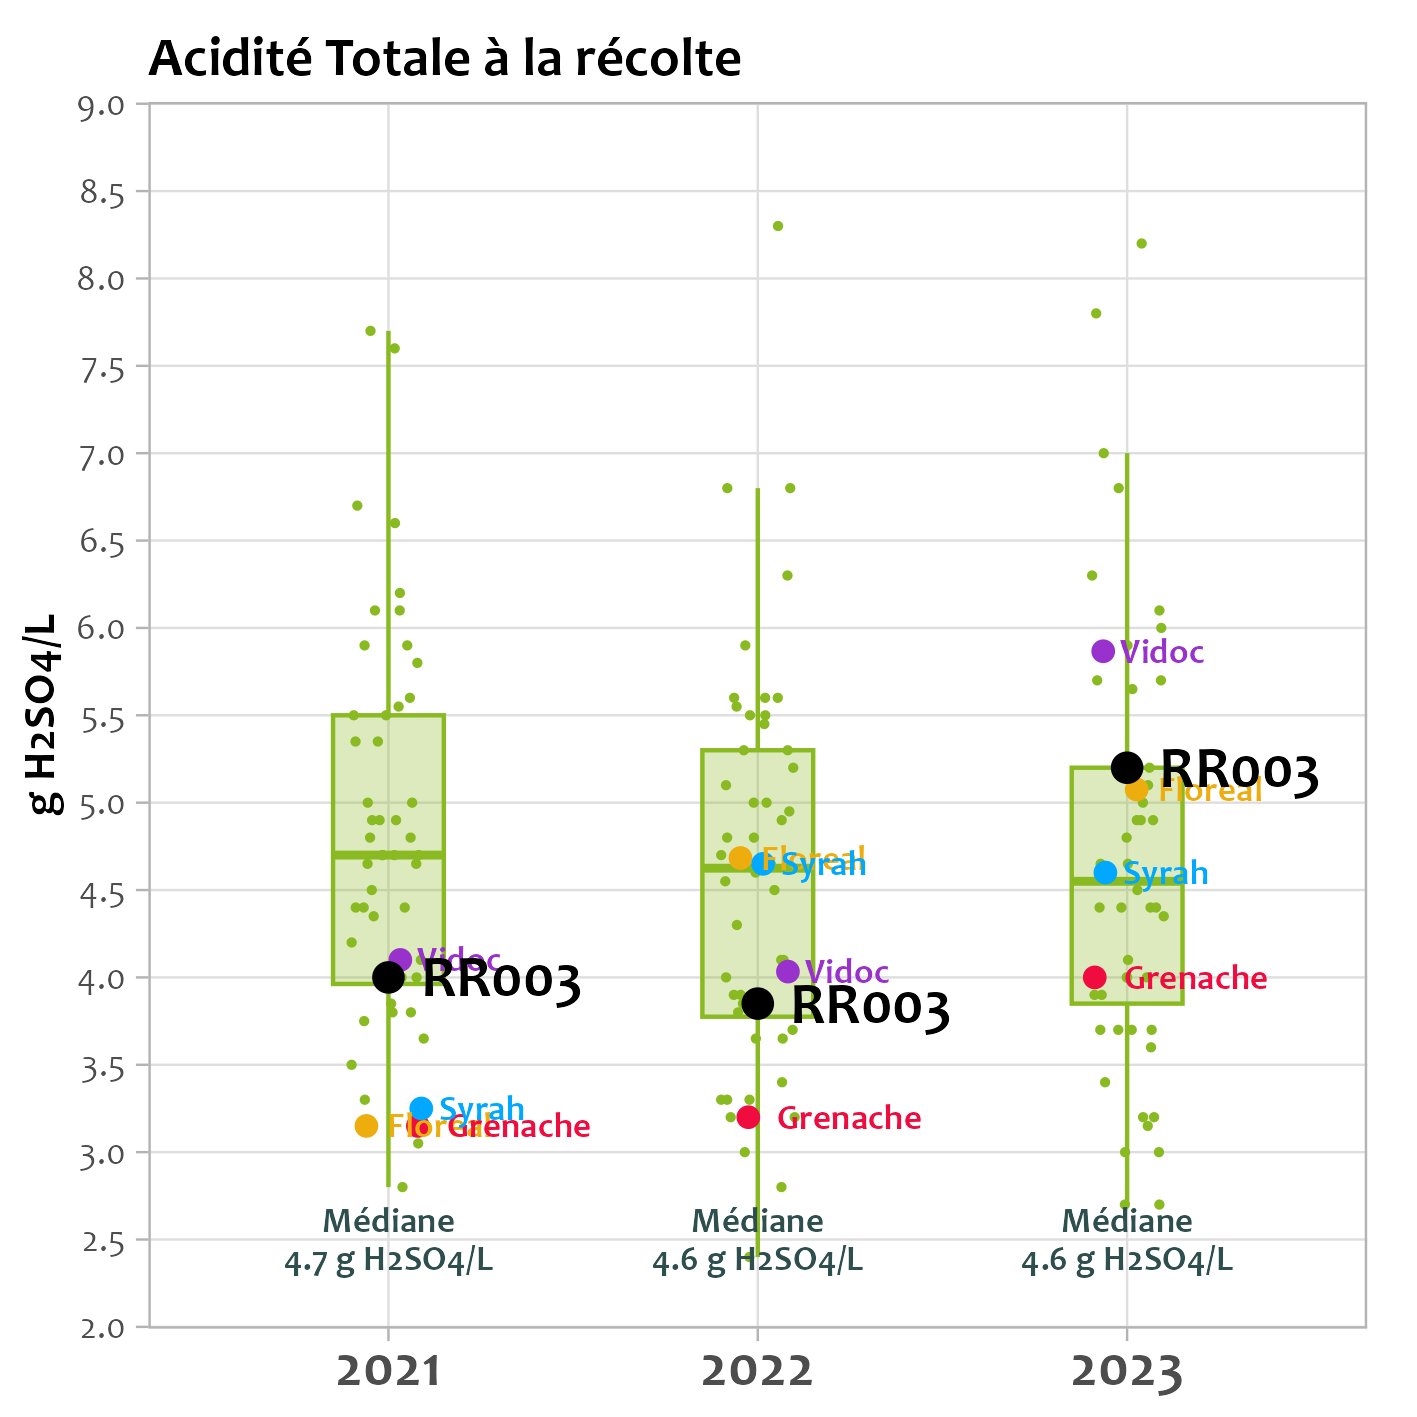 Acidité Totale à la récolte
g H2SO4/L
9.0
8.5
8.0
7.5
7.0
6.5
6.0
5.5
5.0
4.5
4.0
3.5
3.0
2.5
2.0
Vidoc
RR003
Syrah
Floreal
Grenache
Médiane
4.7 g H2SO4/L
Floreal
Syrah
Vidoc
RR003
Grenache
Médiane
4.6 g H2SO4/L
Vidoc
RR003
Floreal
Syrah
Grenache
Médiane
4.6 g H2SO4/L
2021
2022
2023